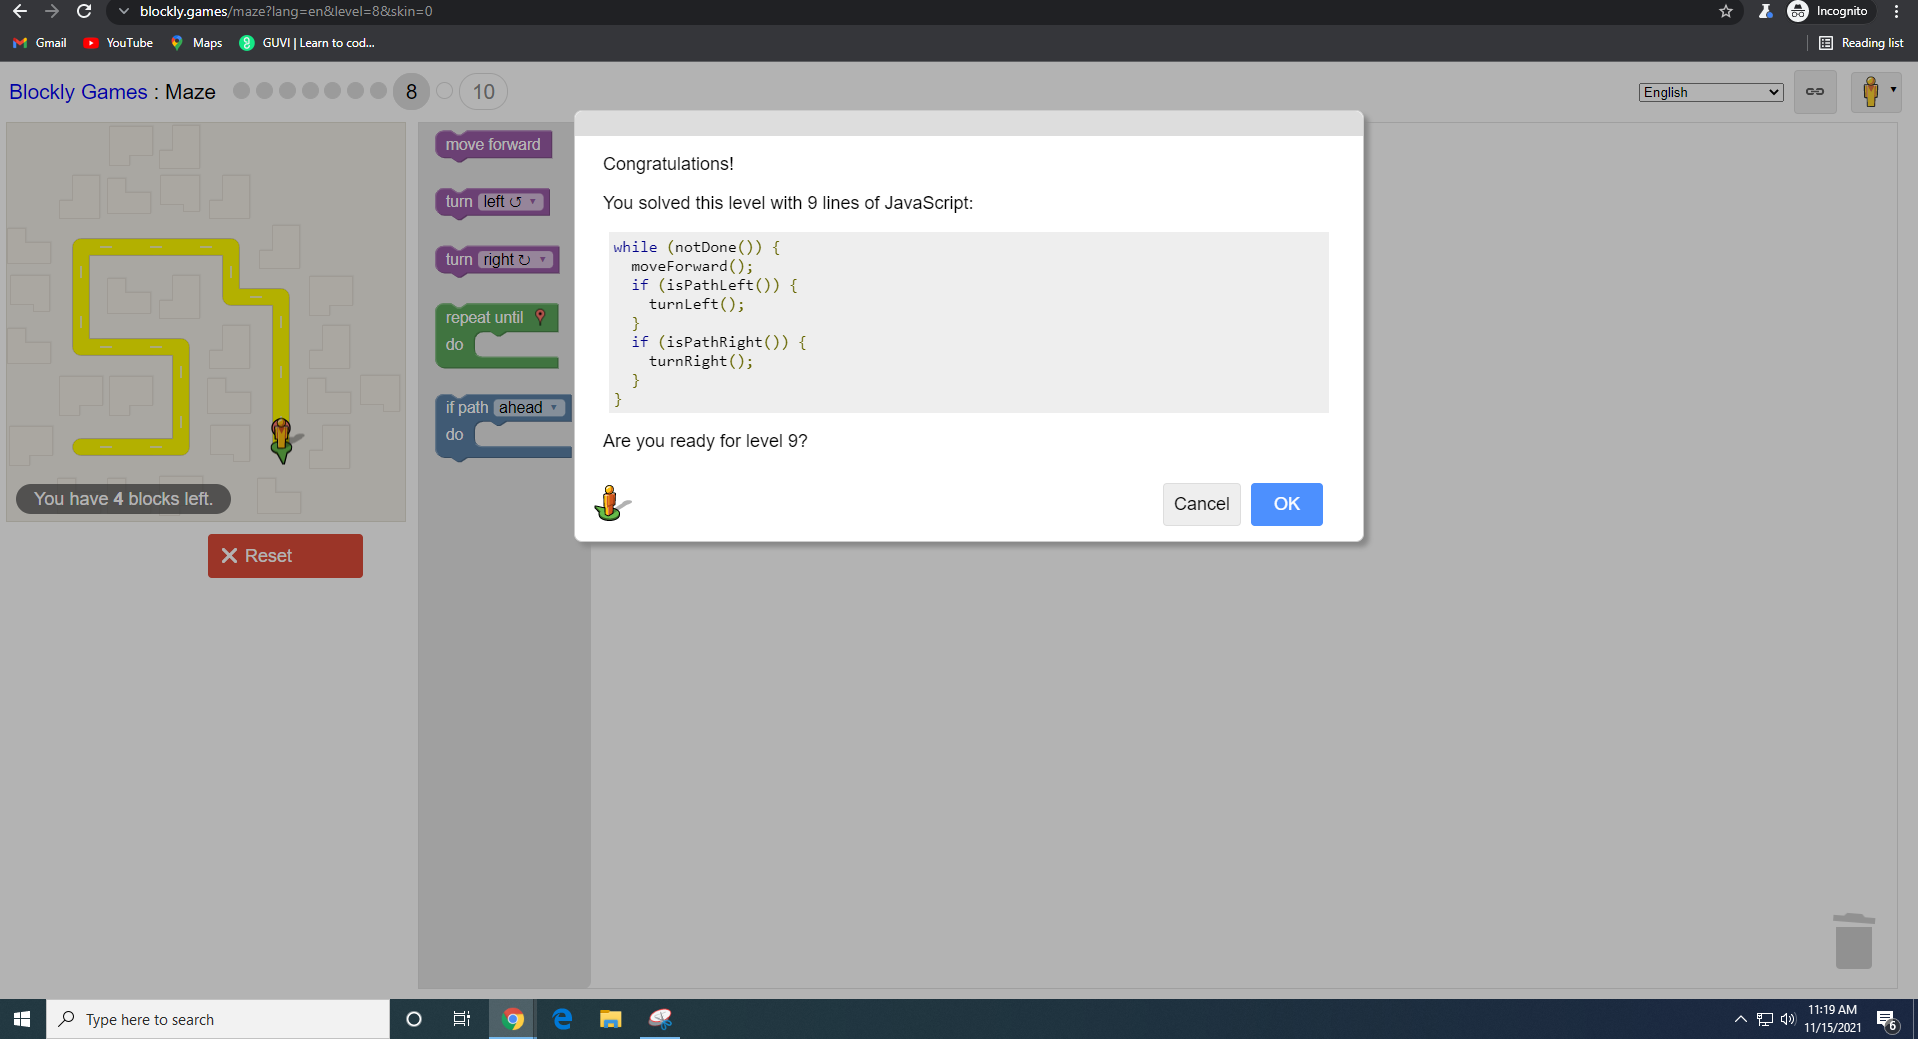 blockly.games/maze?lang=en&level=8&skin=0
Incognito
Gmail
YouTube
Maps
GUVI | Learn to cod...
Reading list
Blockly Games : Maze
8
10
English
move forward
turn left
turn right
repeat until
do
if path ahead
do
Congratulations!
You solved this level with 9 lines of JavaScript:
while (notDone()) {
  moveForward();
  if (isPathLeft()) {
    turnLeft();
  }
  if (isPathRight()) {
    turnRight();
  }
}
Are you ready for level 9?
Cancel
OK
You have 4 blocks left.
Reset
Type here to search
11:19 AM
11/15/2021
6